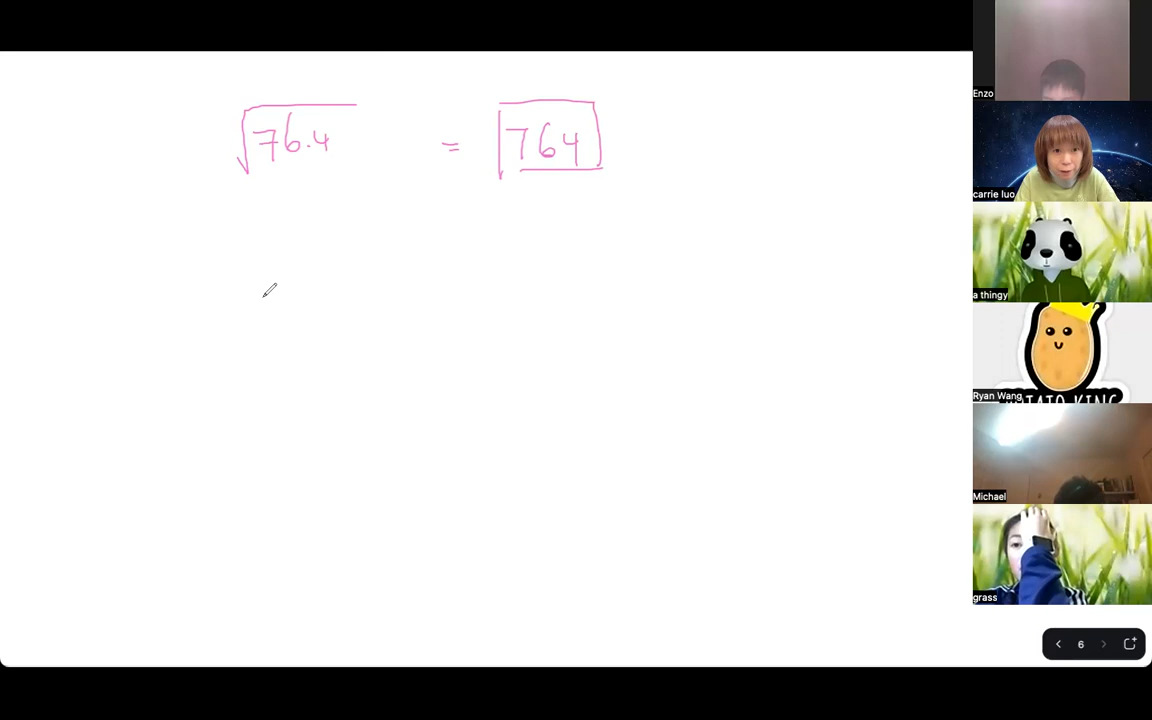 √76.4 = √764
Enzo
carrie luo
a thingy
Ryan Wang
Michael
grass
6